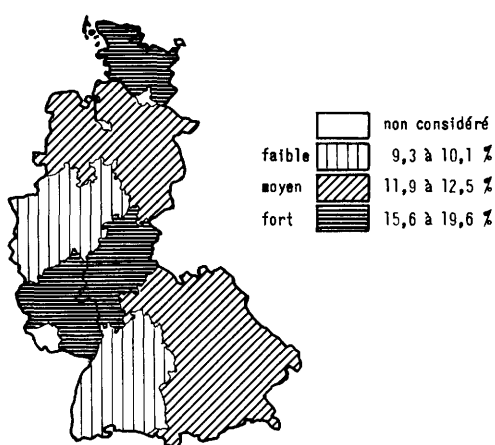 non considéré
faible 9,3 à 10,1 %
moyen 11,9 à 12,5 %
fort 15,6 à 19,6 %